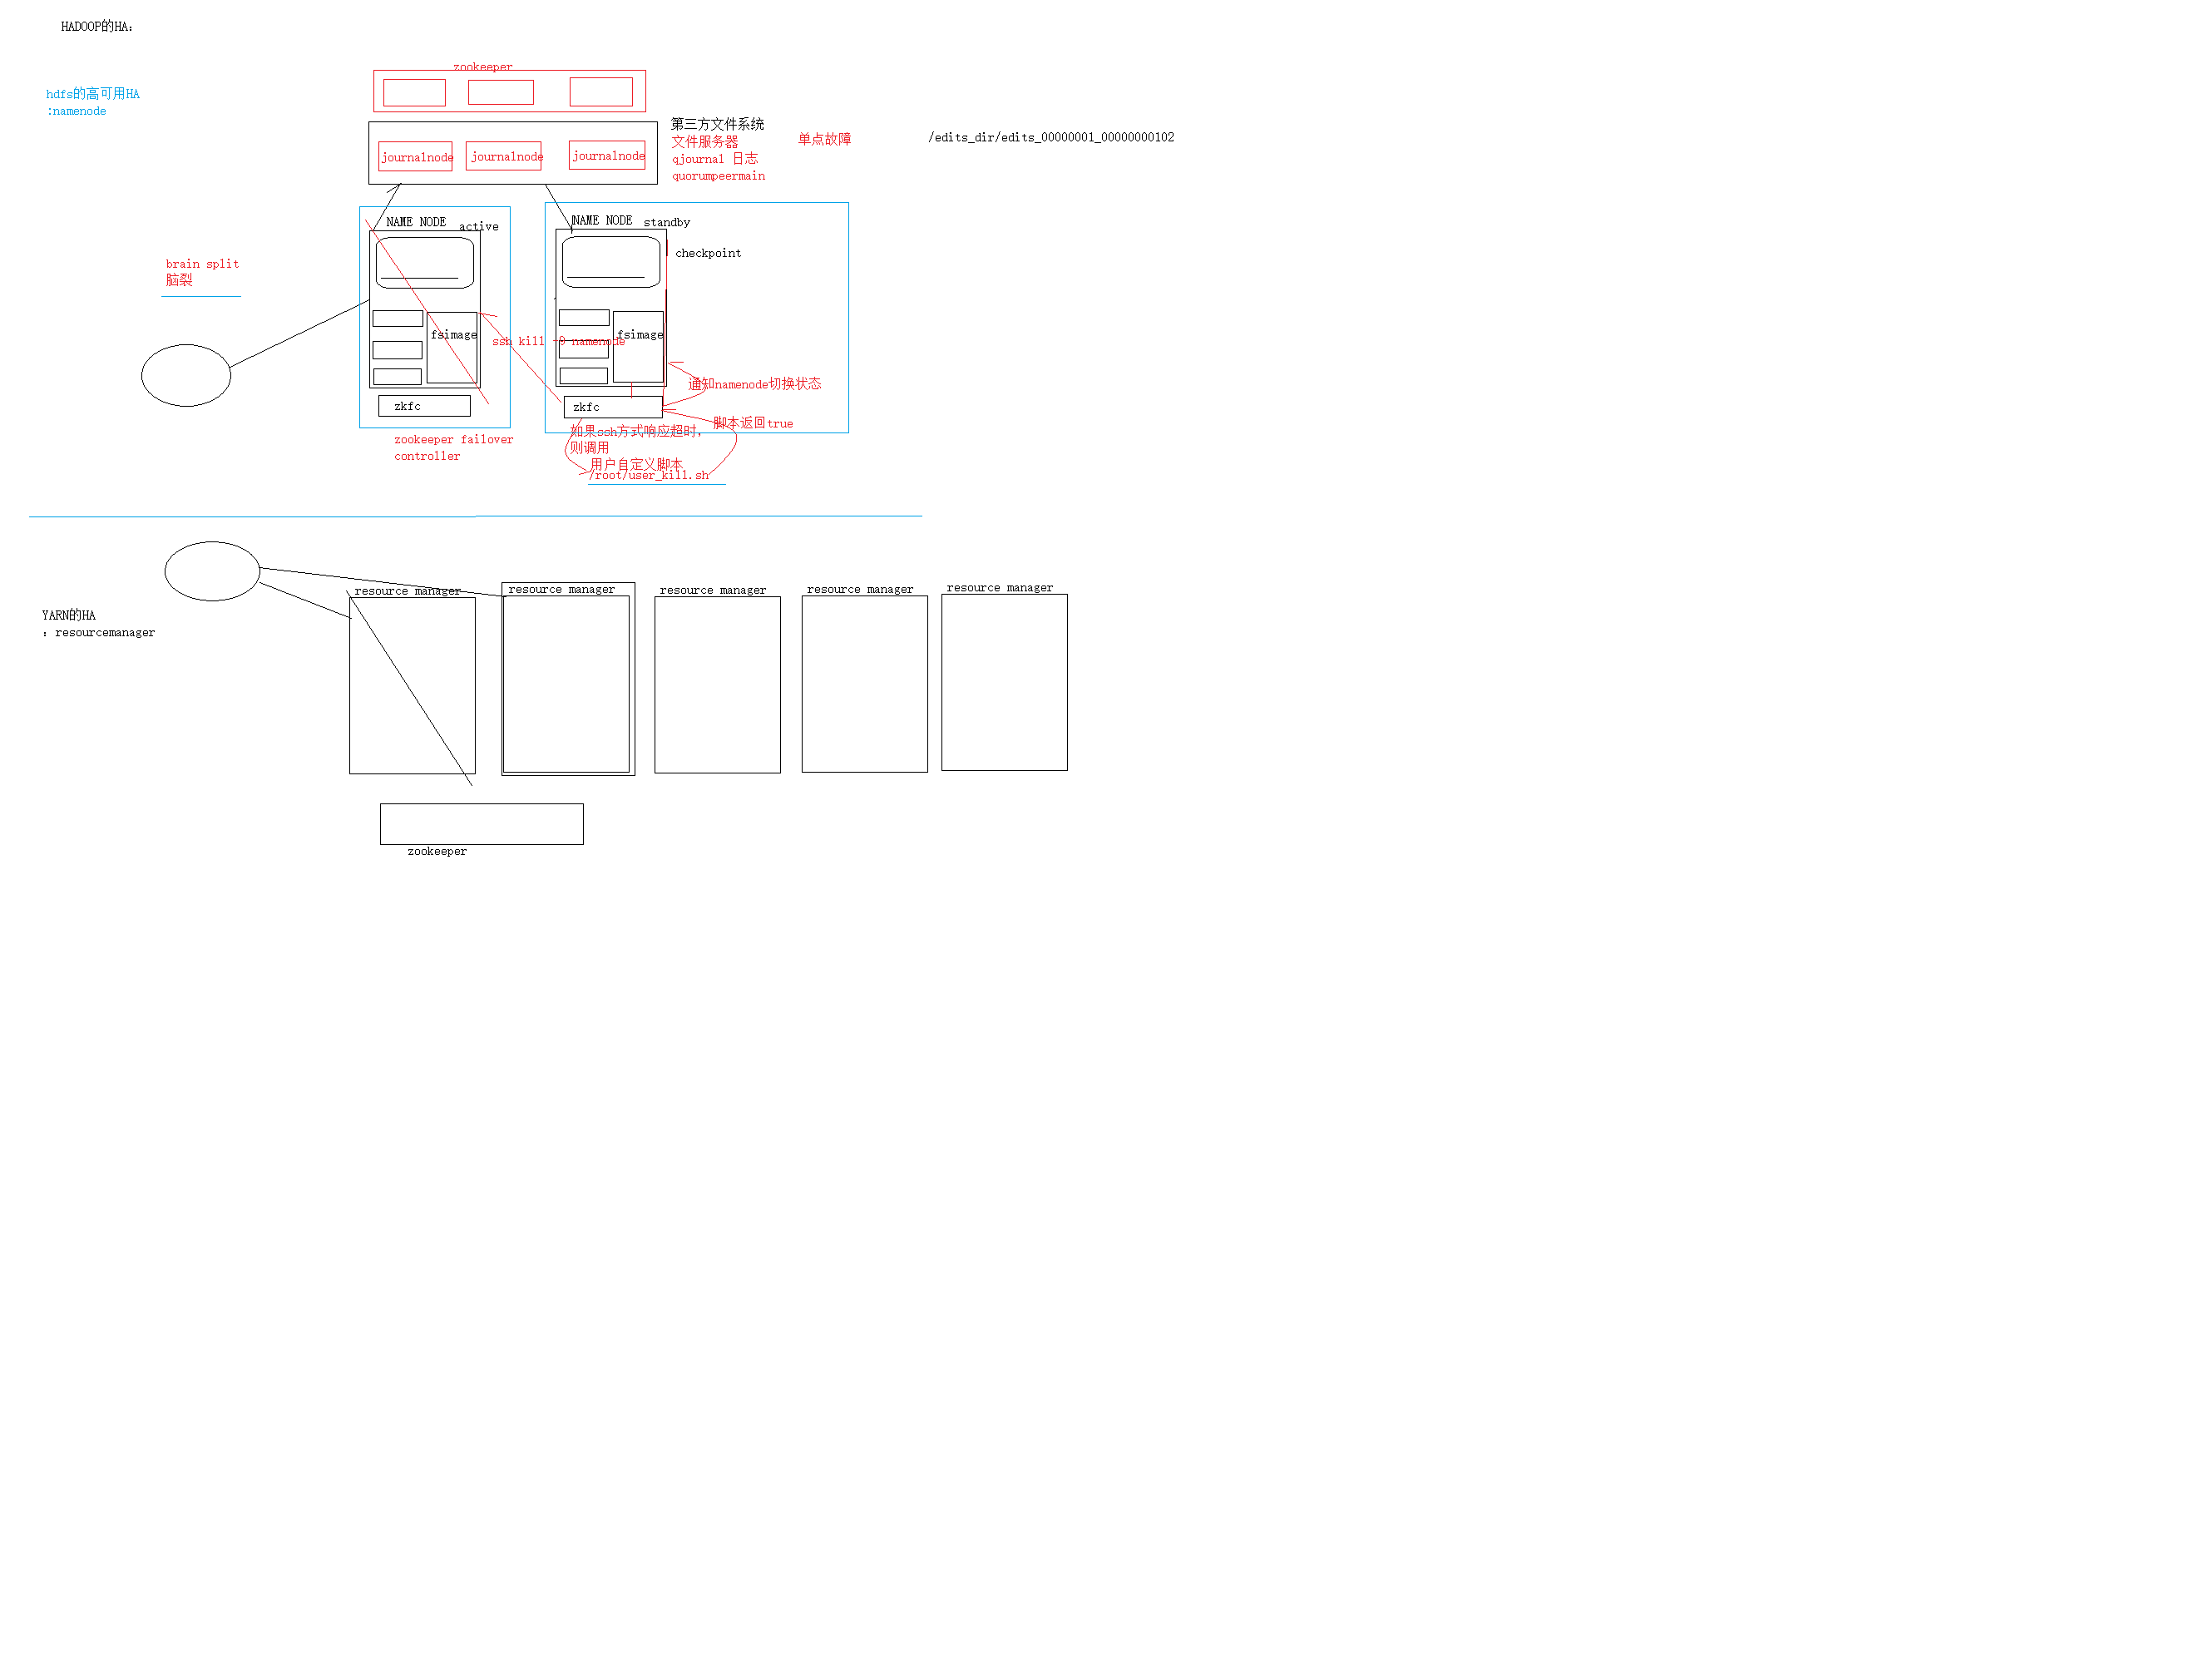 HADOOP的HA：
zookeeper
hdfs的高可用HA
:namenode
第三方文件系统
文件服务器
qjournal 日志
quorumpeermain
单点故障
/edits_dir/edits_00000001_00000000102
journalnode
journalnode
journalnode
NAME NODE
active
NAME NODE
standby
checkpoint
brain split
脑裂
fsimage
fsimage
ssh kill -9 namenode
通知namenode切换状态
zkfc
zkfc
脚本返回true
zookeeper failover
controller
如果ssh方式响应超时，
则调用
用户自定义脚本
/root/user_kill.sh
resource manager
resource manager
resource manager
resource manager
resource manager
YARN的HA
：resourcemanager
zookeeper